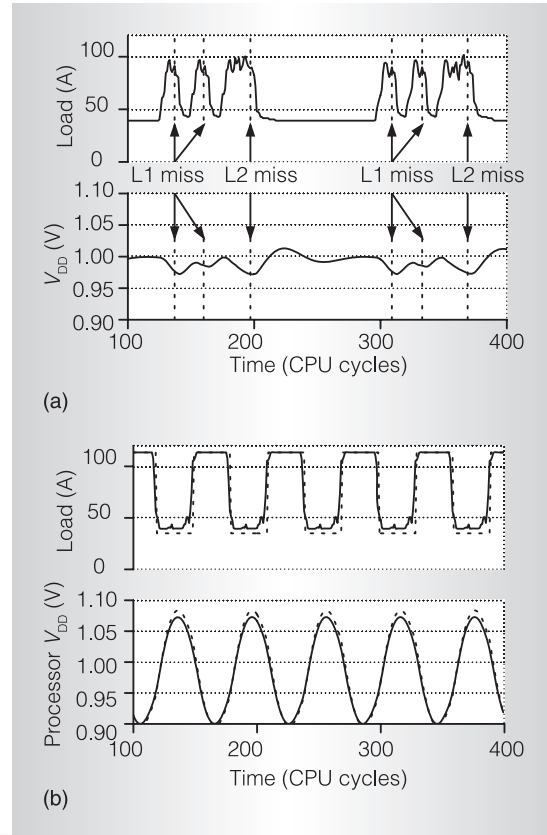 100
50
0
Load (A)
L1 miss
L2 miss
L1 miss
L2 miss
1.10
1.05
1.00
0.95
0.90
V_DD (V)
100
200
300
400
Time (CPU cycles)
(a)
100
50
0
Load (A)
1.10
1.05
1.00
0.95
0.90
Processor V_DD (V)
100
200
300
400
Time (CPU cycles)
(b)